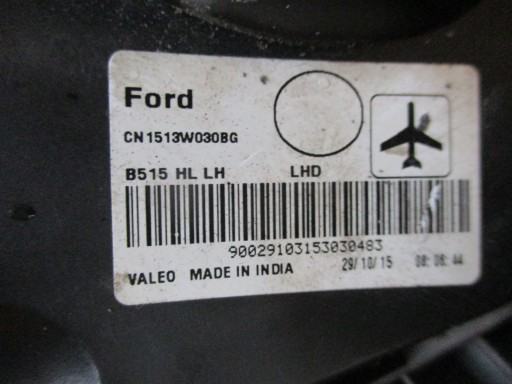 Ford
CN1513W030BG
B515 HL LH LHD
90029103153030483
VALEO MADE IN INDIA 29/10/15 08:08:44